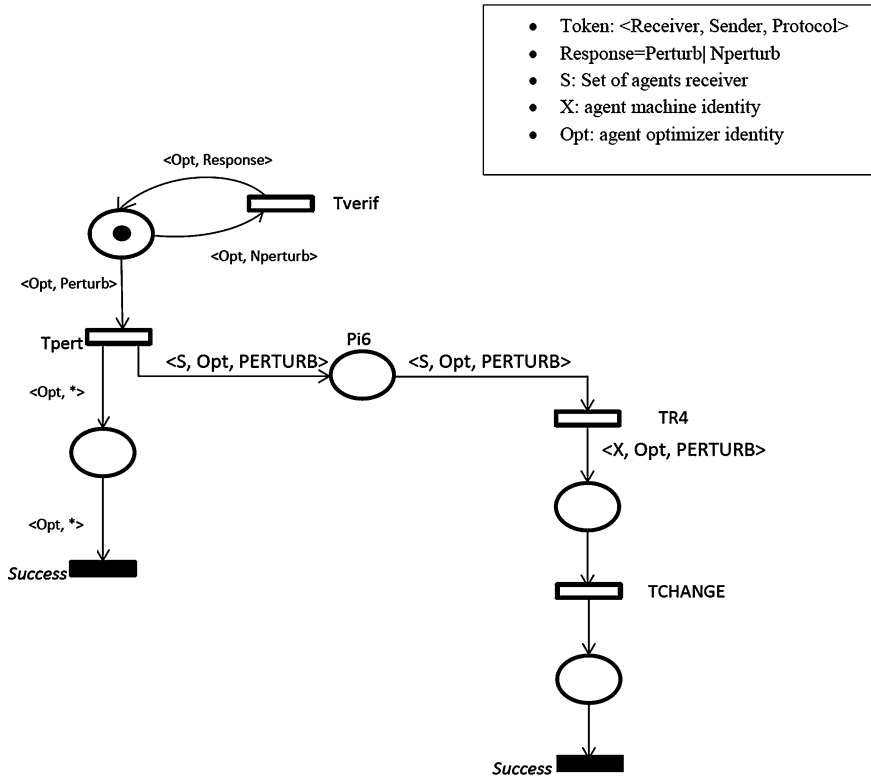 Token: <Receiver, Sender, Protocol>
Response=Perturb| Nperturb
S: Set of agents receiver
X: agent machine identity
Opt: agent optimizer identity
<Opt, Response>
Tverif
<Opt, Nperturb>
<Opt, Perturb>
Tpert
Pi6
<S, Opt, PERTURB>
<S, Opt, PERTURB>
<Opt, *>
TR4
<X, Opt, PERTURB>
<Opt, *>
Success
TCHANGE
Success